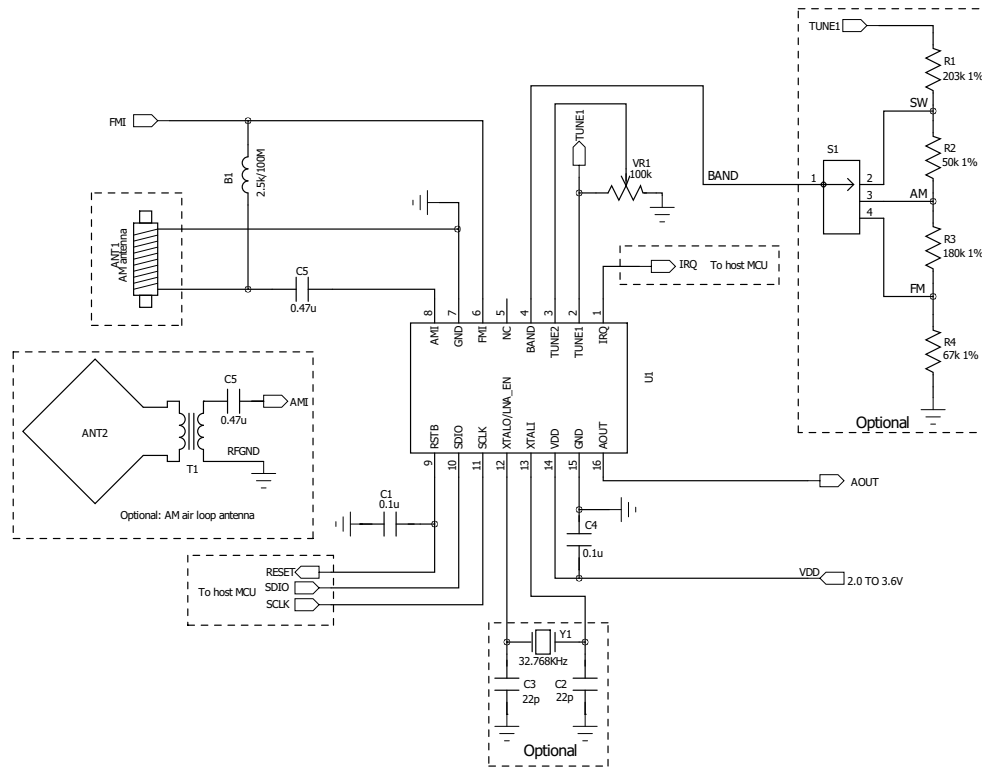 TUNE1
R1
203k 1%
SW
R2
50k 1%
S1
BAND
1
2
3
4
AM
R3
180k 1%
FM
R4
67k 1%
Optional
FMI
B1
2.5k/100M
TUNE1
VR1
100k
ANT1
AM antenna
C5
0.47u
IRQ
To host MCU
8
7
6
5
4
3
2
1
AMI
GND
FMI
NC
BAND
TUNE2
TUNE1
IRQ
U1
RSTB
SDIO
SCLK
XTALO/LNA_EN
XTALI
VDD
GND
AOUT
9
10
11
12
13
14
15
16
ANT2
C5
0.47u
AMI
T1
RFGND
Optional: AM air loop antenna
C1
0.1u
C4
0.1u
AOUT
To host MCU
RESET
SDIO
SCLK
VDD
2.0 TO 3.6V
Y1
32.768KHz
C3
22p
C2
22p
Optional